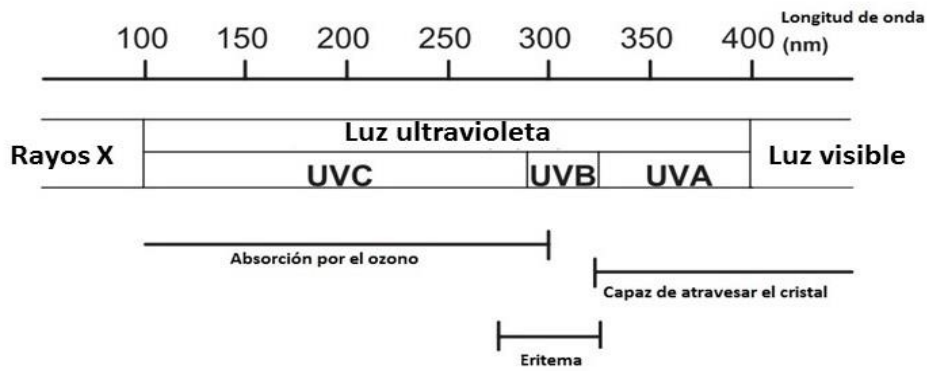 Longitud de onda
100 150 200 250 300 350 400 (nm)
Luz ultravioleta
Rayos X
Luz visible
UVC UVB UVA
Absorción por el ozono
Capaz de atravesar el cristal
Eritema